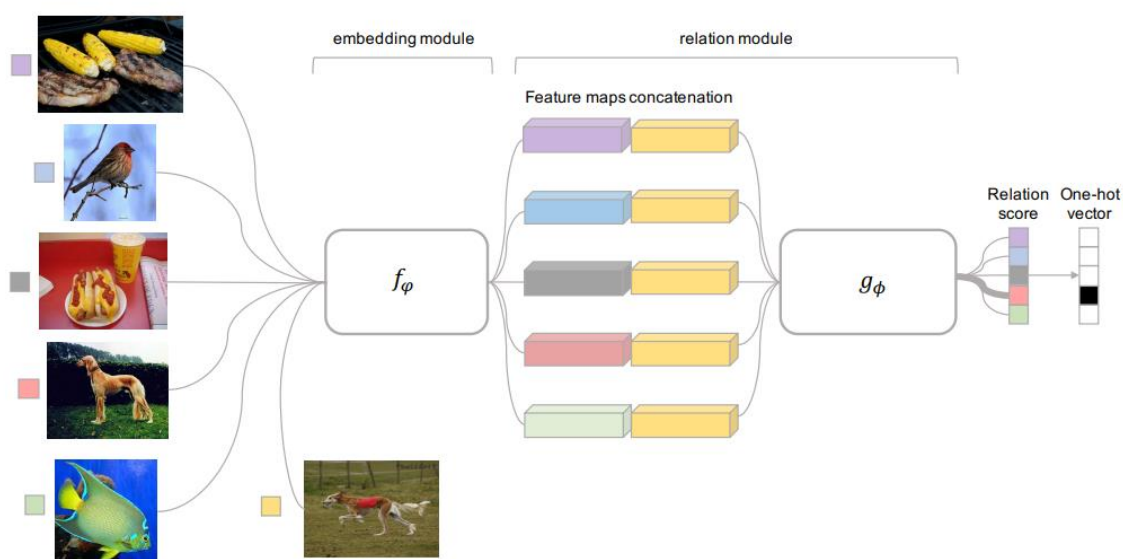 embedding module
relation module
Feature maps concatenation
Relation score
One-hot vector
fφ
gϕ